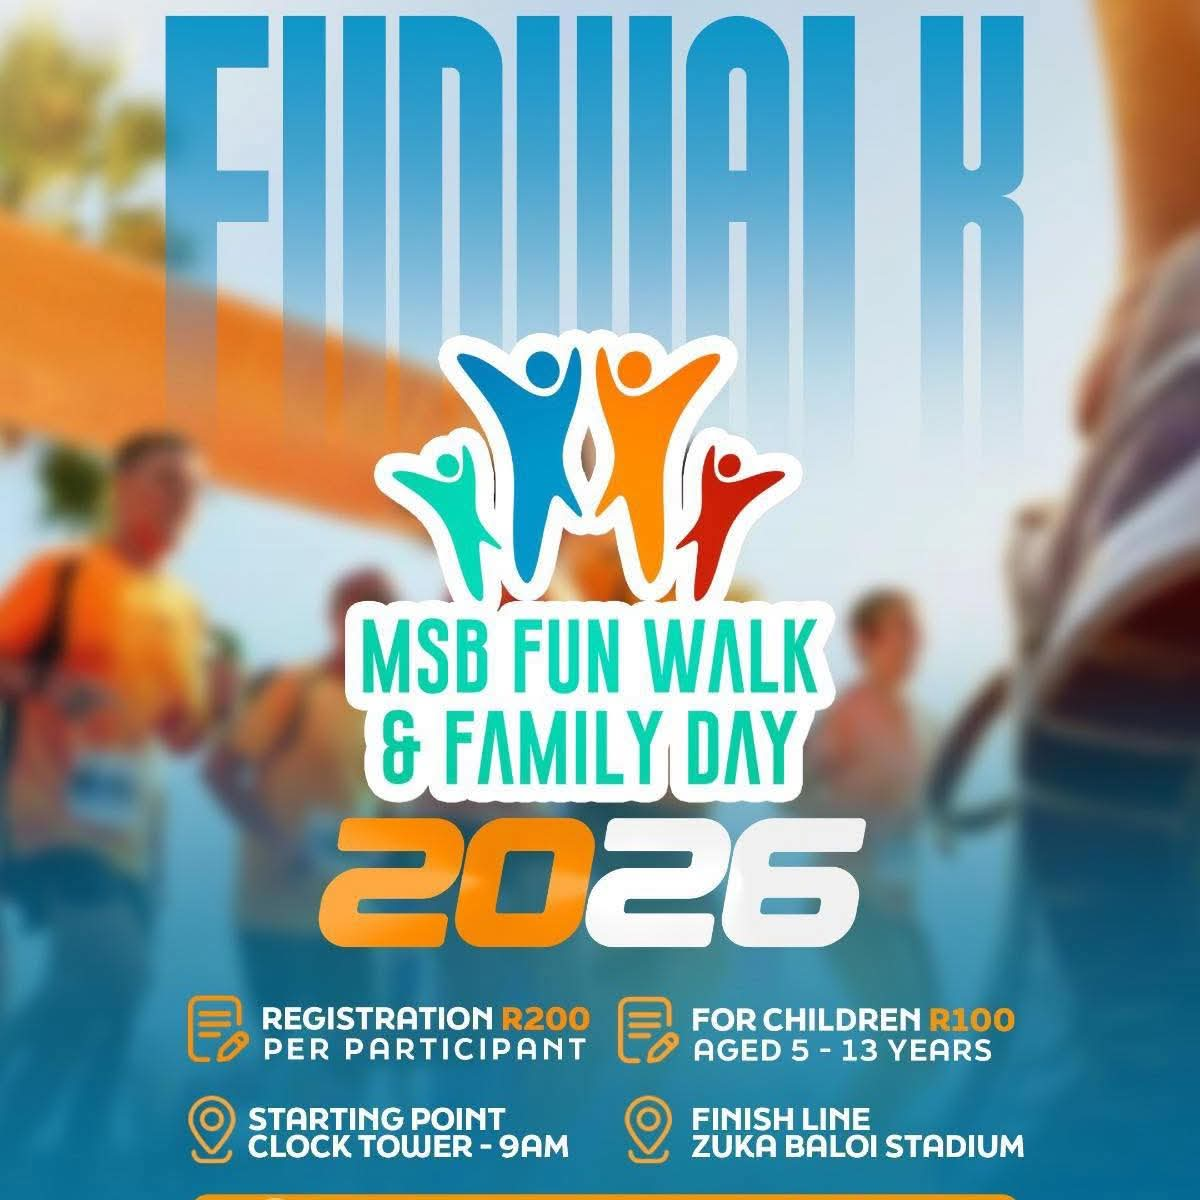 FUNWALK
MSB FUN WALK
& FAMILY DAY
2026
REGISTRATION R200
PER PARTICIPANT
FOR CHILDREN R100
AGED 5 - 13 YEARS
STARTING POINT
CLOCK TOWER - 9AM
FINISH LINE
ZUKA BALOI STADIUM